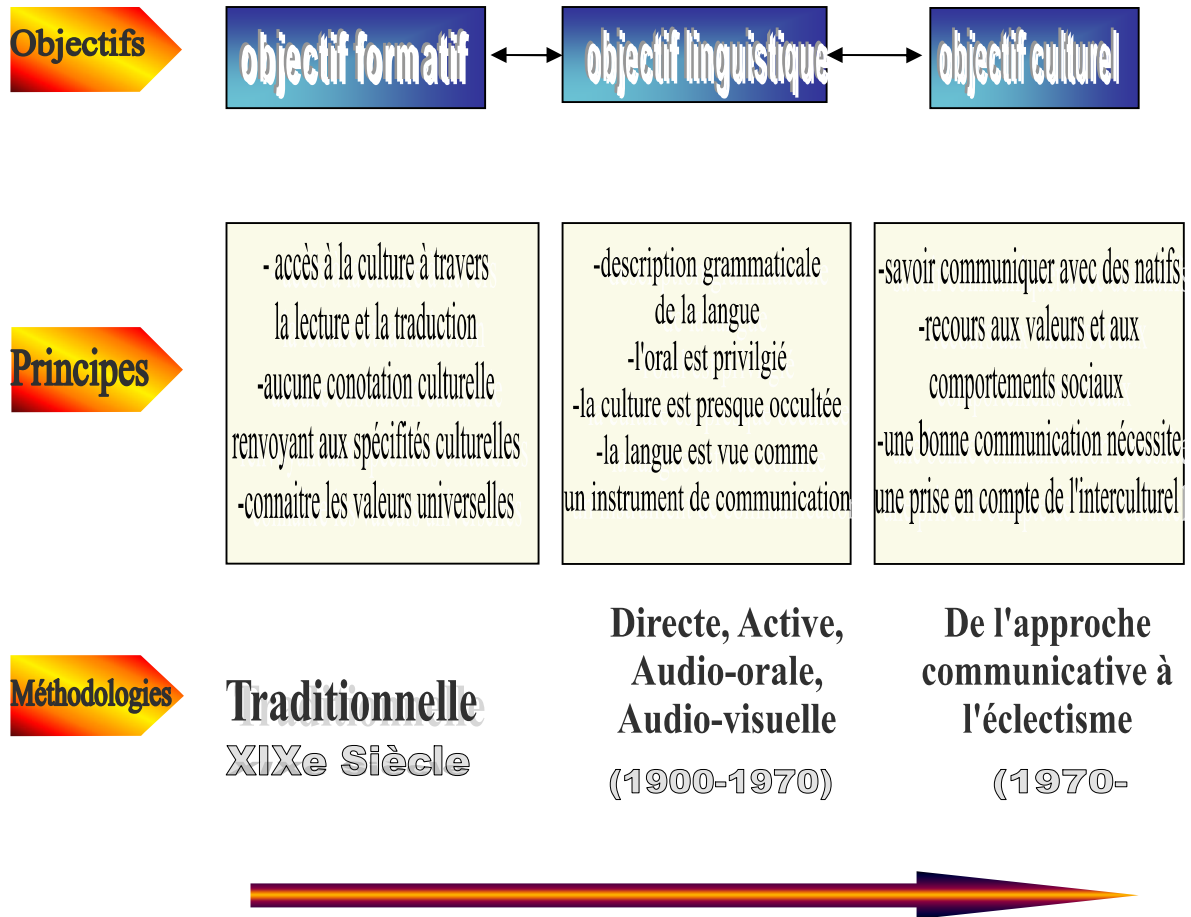 Objectifs
objectif formatif
objectif linguistique
objectif culturel
Principes
- accès à la culture à travers
la lecture et la traduction
-aucune conotation culturelle
renvoyant aux spécifités culturelles
-connaitre les valeurs universelles
-description grammaticale
de la langue
-l'oral est privilgié
-la culture est presque occultée
-la langue est vue comme
un instrument de communication
-savoir communiquer avec des natifs
-recours aux valeurs et aux
comportements sociaux
-une bonne communication nécessite
une prise en compte de l'interculturel
Méthodologies
Traditionnelle
XIXe Siècle
Directe, Active,
Audio-orale,
Audio-visuelle
(1900-1970)
De l'approche
communicative à
l'éclectisme
(1970-